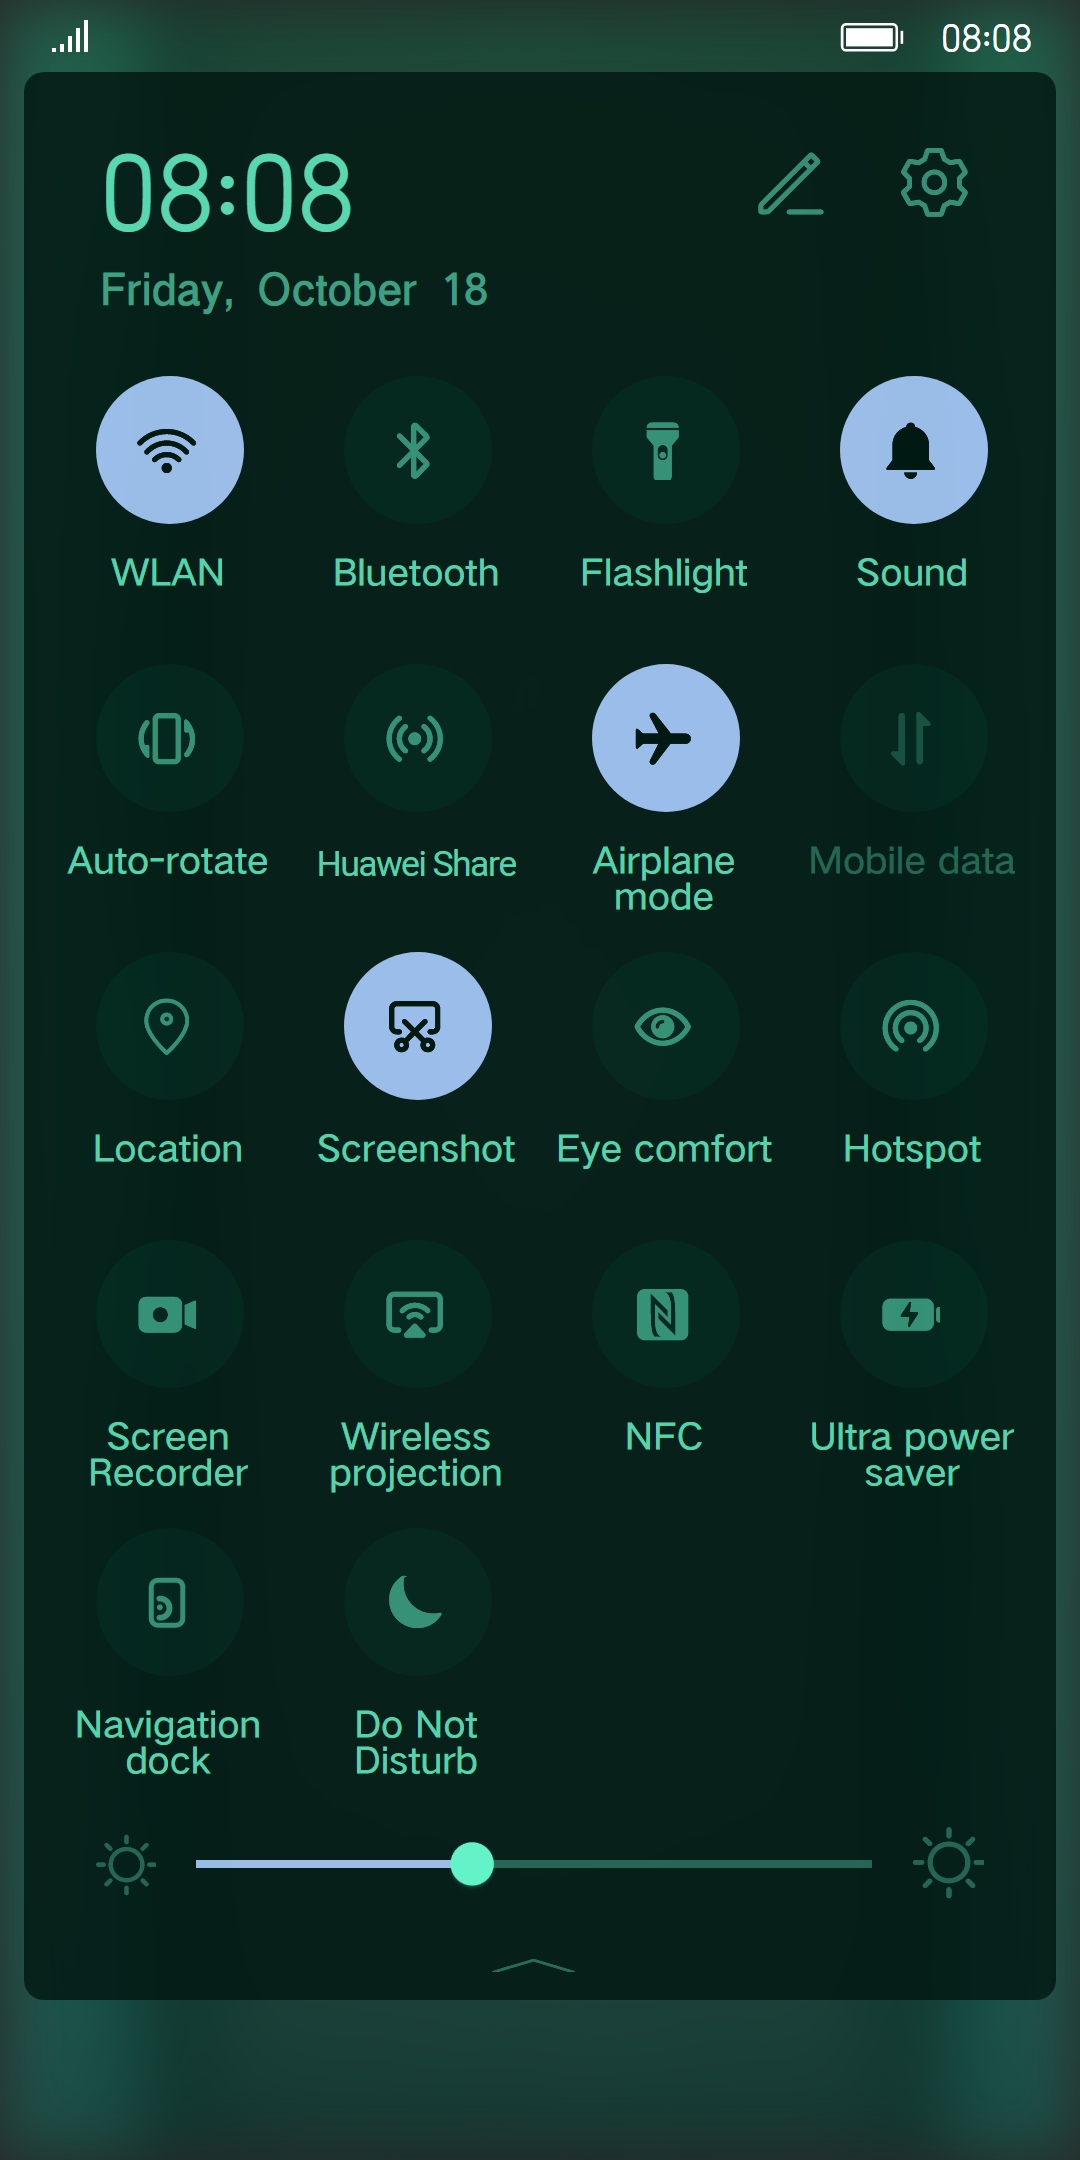 08:08
08:08
Friday, October 18
WLAN
Bluetooth
Flashlight
Sound
Auto-rotate
Huawei Share
Airplane
mode
Mobile data
Location
Screenshot
Eye comfort
Hotspot
Screen
Recorder
Wireless
projection
NFC
Ultra power
saver
Navigation
dock
Do Not
Disturb